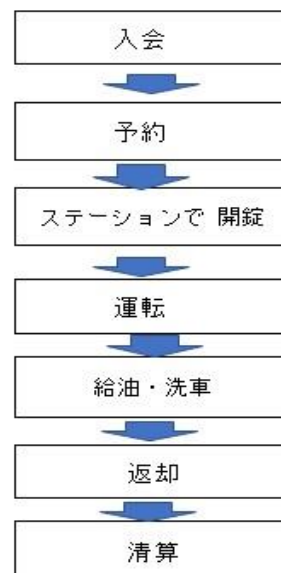 入会
予約
ステーションで 開錠
運転
給油・洗車
返却
清算